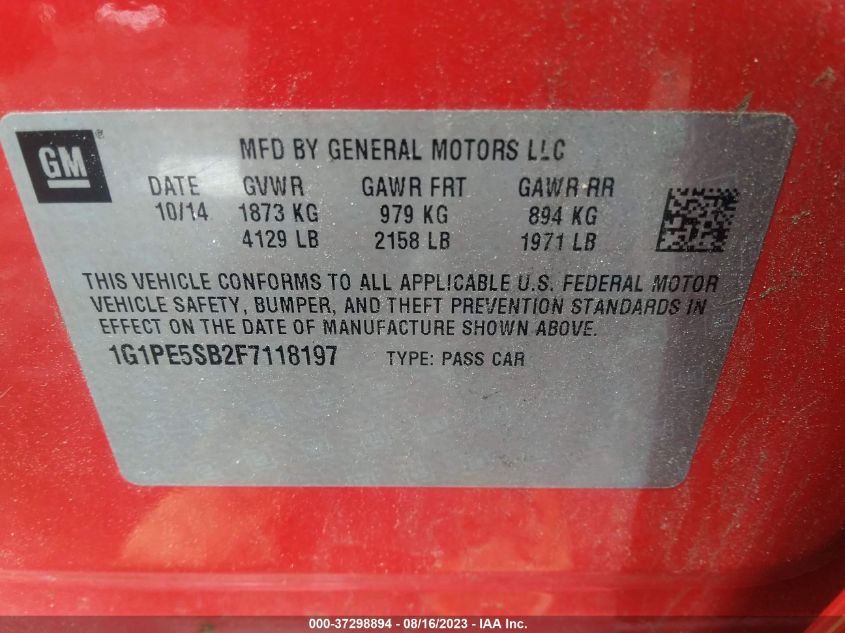 GM®
MFD BY GENERAL MOTORS LLC
DATE GVWR GAWR FRT GAWR RR
10/14 1873 KG 979 KG 894 KG
4129 LB 2158 LB 1971 LB
THIS VEHICLE CONFORMS TO ALL APPLICABLE U.S. FEDERAL MOTOR
VEHICLE SAFETY, BUMPER, AND THEFT PREVENTION STANDARDS IN
EFFECT ON THE DATE OF MANUFACTURE SHOWN ABOVE.
1G1PE5SB2F7118197 TYPE: PASS CAR
000-37298894 - 08/16/2023 - IAA Inc.